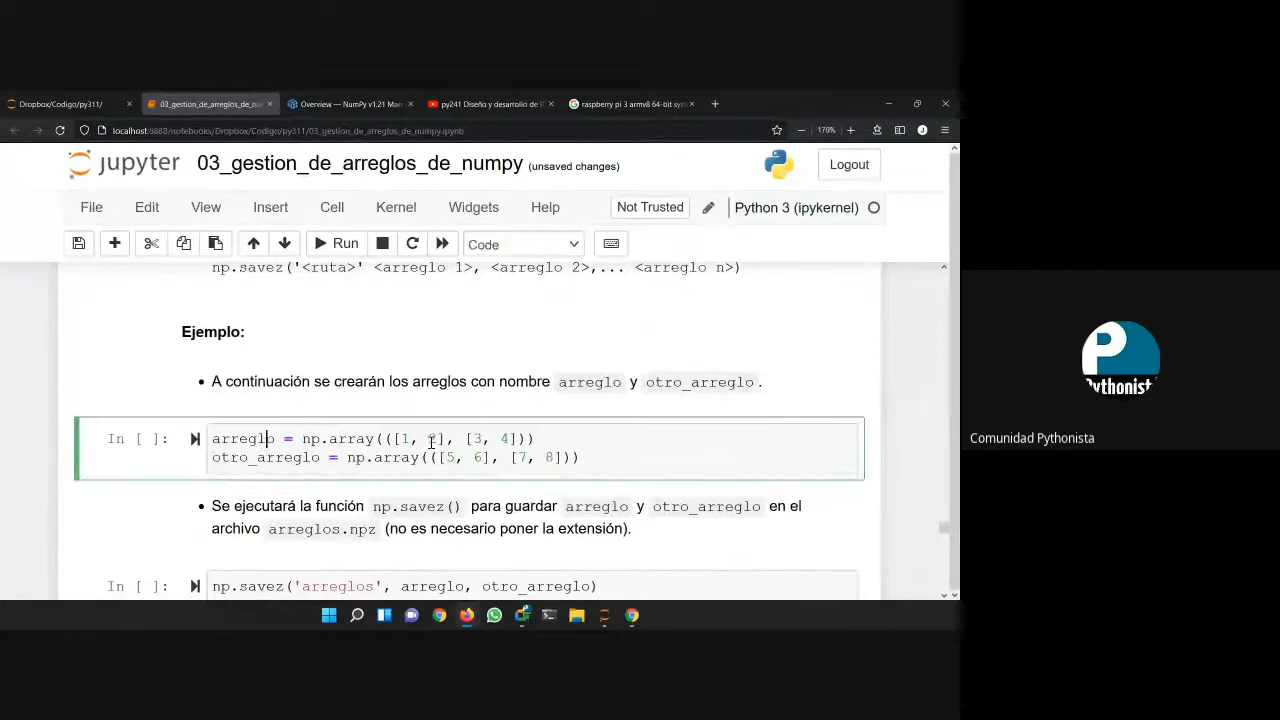 Dropbox/Codigo/py311/
03_gestion_de_arreglos_de_nu
Overview — NumPy v1.21 Man
py241 Diseño y desarrollo de
raspberry pi 3 armv8 64-bit sys
localhost:8888/notebooks/Dropbox/Codigo/py311/03_gestion_de_arreglos_de_numpy.ipynb
170%
jupyter 03_gestion_de_arreglos_de_numpy (unsaved changes)
Logout
File Edit View Insert Cell Kernel Widgets Help Not Trusted Python 3 (ipykernel)
Run Code
np.savez('<ruta>' <arreglo 1>, <arreglo 2>,... <arreglo n>)
Ejemplo:
• A continuación se crearán los arreglos con nombre arreglo y otro_arreglo.
In [ ]: arreglo = np.array(([1, 2], [3, 4]))
otro_arreglo = np.array(([5, 6], [7, 8]))
• Se ejecutará la función np.savez() para guardar arreglo y otro_arreglo en el
archivo arreglos.npz (no es necesario poner la extensión).
In [ ]: np.savez('arreglos', arreglo, otro_arreglo)
P
ythonist
Comunidad Pythonista